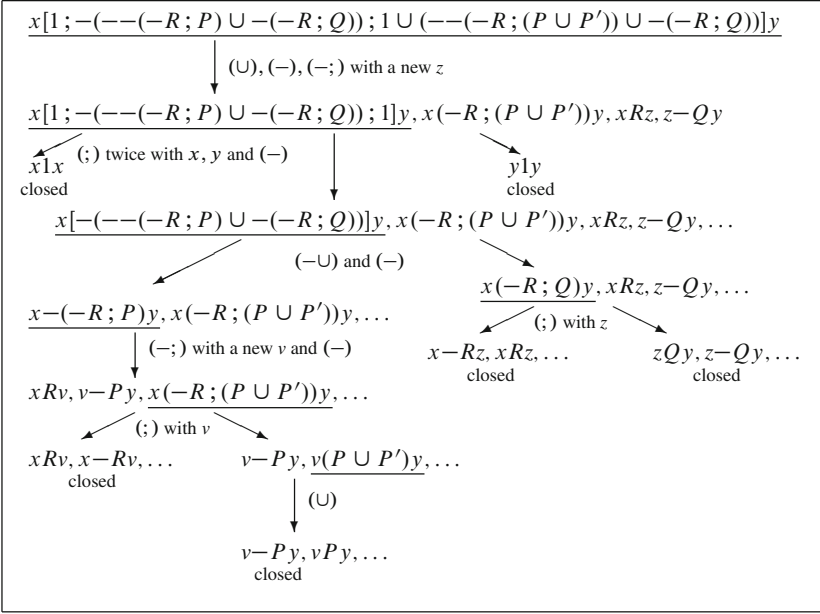 x[1 ; −(−(−R ; P) ∪ −(−R ; Q)) ; 1 ∪ (−−(−R ; (P ∪ P′)) ∪ −(−R ; Q))]y
(∪), (−), (−;) with a new z
x[1 ; −(−−(−R ; P) ∪ −(−R ; Q)) ; 1]y, x(−R ; (P ∪ P′))y, xRz, z−Qy
(;) twice with x, y and (−)
x1x
closed
y1y
closed
x[−(−−(−R ; P) ∪ −(−R ; Q))]y, x(−R ; (P ∪ P′))y, xRz, z−Qy, ...
(−∪) and (−)
x−(−R ; P)y, x(−R ; (P ∪ P′))y, ...
x(−R ; Q)y, xRz, z−Qy, ...
(−;) with a new v and (−)
(;) with z
x−Rz, xRz, ...
closed
zQy, z−Qy, ...
closed
xRv, v−Py, x(−R ; (P ∪ P′))y, ...
(;) with v
xRv, x−Rv, ...
closed
v−Py, v(P ∪ P′)y, ...
(∪)
v−Py, vPy, ...
closed